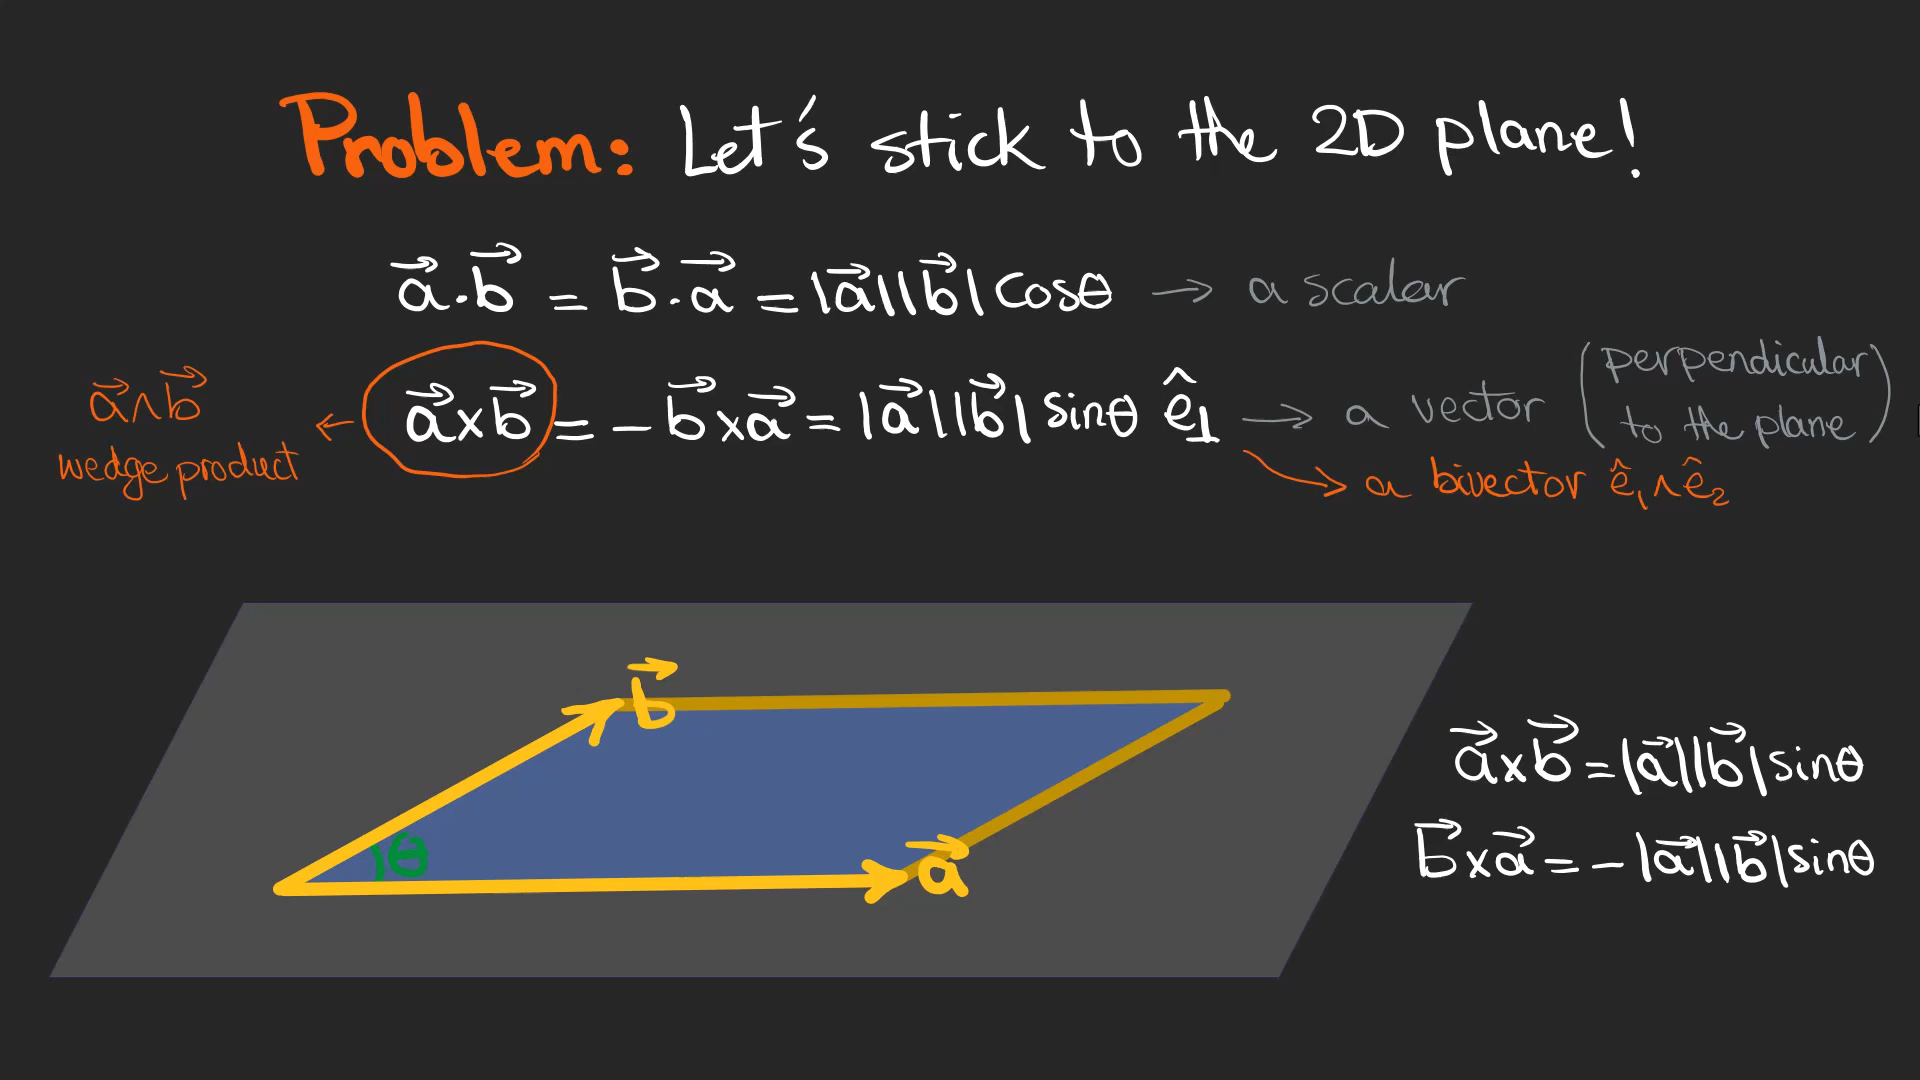 Problem: Let's stick to the 2D plane!
a⃗·b⃗ = b⃗·a⃗ = |a⃗||b⃗| cosθ → a scalar
a⃗∧b⃗ ← a⃗×b⃗ = −b⃗×a⃗ = |a⃗||b⃗| sinθ ê⊥ → a vector (perpendicular
to the plane)
wedge product
→ a bivector ê₁∧ê₂
b⃗
θ
a⃗
a⃗×b⃗ = |a⃗||b⃗| sinθ
b⃗×a⃗ = −|a⃗||b⃗| sinθ